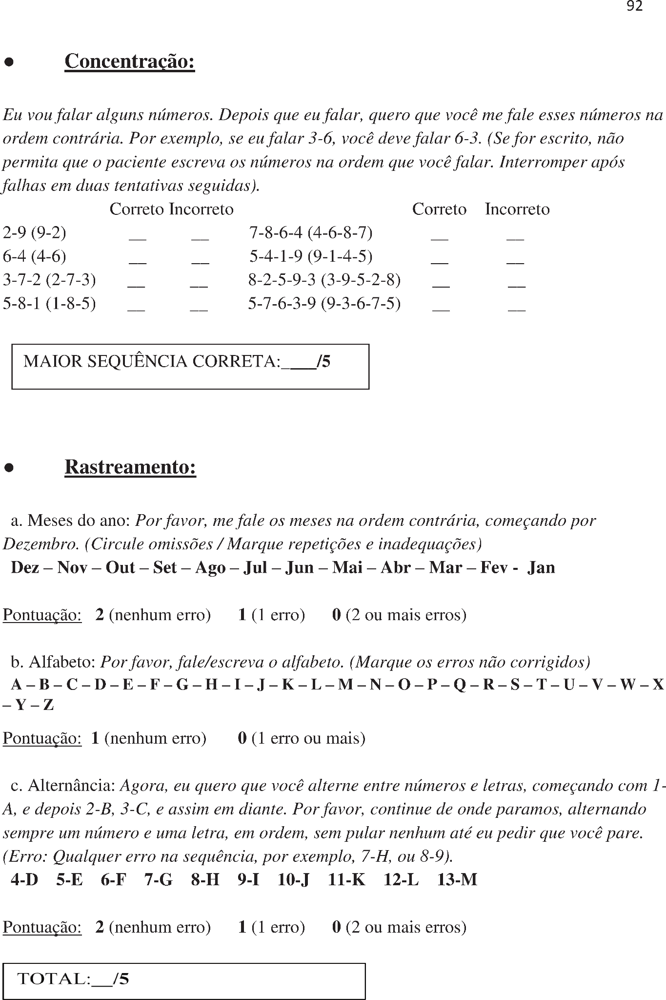 92
● Concentração:
Eu vou falar alguns números. Depois que eu falar, quero que você me fale esses números na
ordem contrária. Por exemplo, se eu falar 3-6, você deve falar 6-3. (Se for escrito, não
permita que o paciente escreva os números na ordem que você falar. Interromper após
falhas em duas tentativas seguidas).
Correto Incorreto Correto Incorreto
2-9 (9-2) __ __ 7-8-6-4 (4-6-8-7) __ __
6-4 (4-6) __ __ 5-4-1-9 (9-1-4-5) __ __
3-7-2 (2-7-3) __ __ 8-2-5-9-3 (3-9-5-2-8) __ __
5-8-1 (1-8-5) __ __ 5-7-6-3-9 (9-3-6-7-5) __ __
MAIOR SEQUÊNCIA CORRETA:____/5
● Rastreamento:
a. Meses do ano: Por favor, me fale os meses na ordem contrária, começando por
Dezembro. (Circule omissões / Marque repetições e inadequações)
Dez – Nov – Out – Set – Ago – Jul – Jun – Mai – Abr – Mar – Fev - Jan
Pontuação: 2 (nenhum erro) 1 (1 erro) 0 (2 ou mais erros)
b. Alfabeto: Por favor, fale/escreva o alfabeto. (Marque os erros não corrigidos)
A – B – C – D – E – F – G – H – I – J – K – L – M – N – O – P – Q – R – S – T – U – V – W – X
– Y – Z
Pontuação: 1 (nenhum erro) 0 (1 erro ou mais)
c. Alternância: Agora, eu quero que você alterne entre números e letras, começando com 1-
A, e depois 2-B, 3-C, e assim em diante. Por favor, continue de onde paramos, alternando
sempre um número e uma letra, em ordem, sem pular nenhum até eu pedir que você pare.
(Erro: Qualquer erro na sequência, por exemplo, 7-H, ou 8-9).
4-D 5-E 6-F 7-G 8-H 9-I 10-J 11-K 12-L 13-M
Pontuação: 2 (nenhum erro) 1 (1 erro) 0 (2 ou mais erros)
TOTAL:__/5